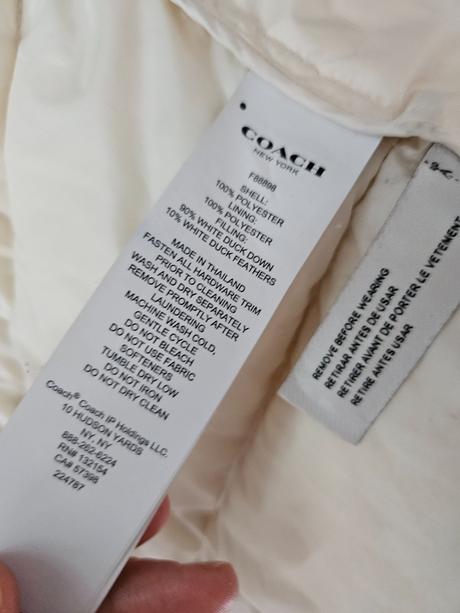 COACH
NEW YORK
F88898
SHELL:
100% POLYESTER
LINING:
100% POLYESTER
FILLING:
90% WHITE DUCK DOWN
10% WHITE DUCK FEATHERS
MADE IN THAILAND
FASTEN ALL HARDWARE TRIM
PRIOR TO CLEANING
WASH AND DRY SEPARATELY
REMOVE PROMPTLY AFTER
LAUNDERING
MACHINE WASH COLD,
GENTLE CYCLE
DO NOT BLEACH
DO NOT USE FABRIC
SOFTENERS
TUMBLE DRY LOW
DO NOT IRON
DO NOT DRY CLEAN
Coach® Coach IP Holdings LLC.
10 HUDSON YARDS
NY, NY
888-262-6224
RN# 132154
CA# 57398
224787
REMOVE BEFORE WEARING
RETIRAR ANTES DE USAR
RETIRER AVANT DE PORTER LE VETEMENT
RETIRE ANTES USAR